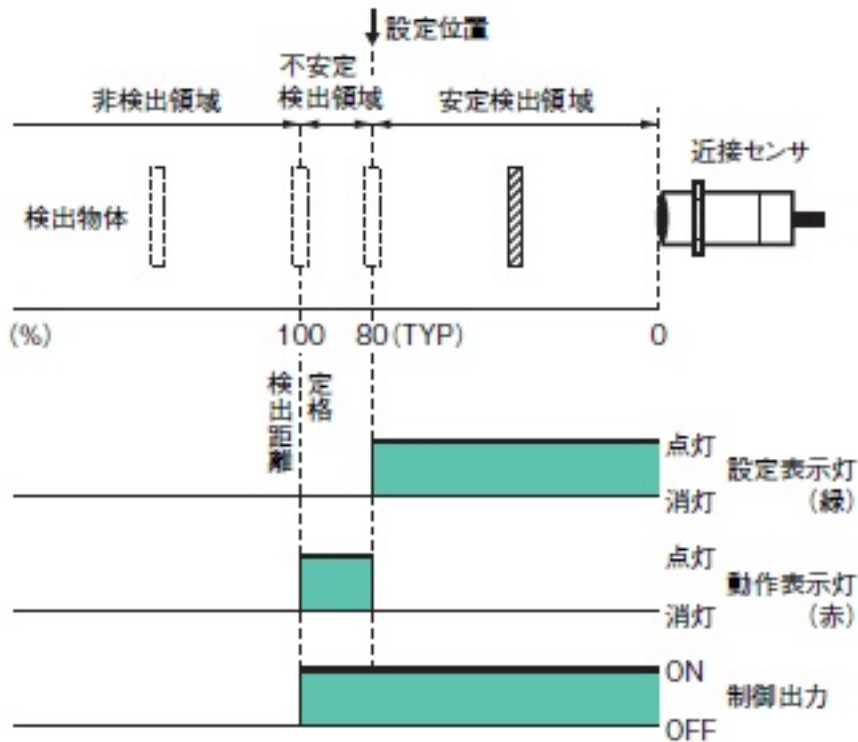 設定位置
不安定
非検出領域 検出領域 安定検出領域
近接センサ
検出物体
(%) 100 80(TYP) 0
検出距離
定格
点灯
設定表示灯
消灯 (緑)
点灯
動作表示灯
消灯 (赤)
ON
制御出力
OFF